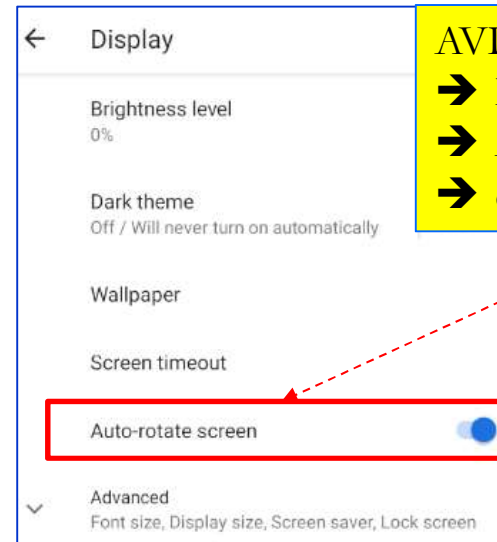 Display
Brightness level
0%
Dark theme
Off / Will never turn on automatically
Wallpaper
Screen timeout
Auto-rotate screen
Advanced
Font size, Display size, Screen saver, Lock screen